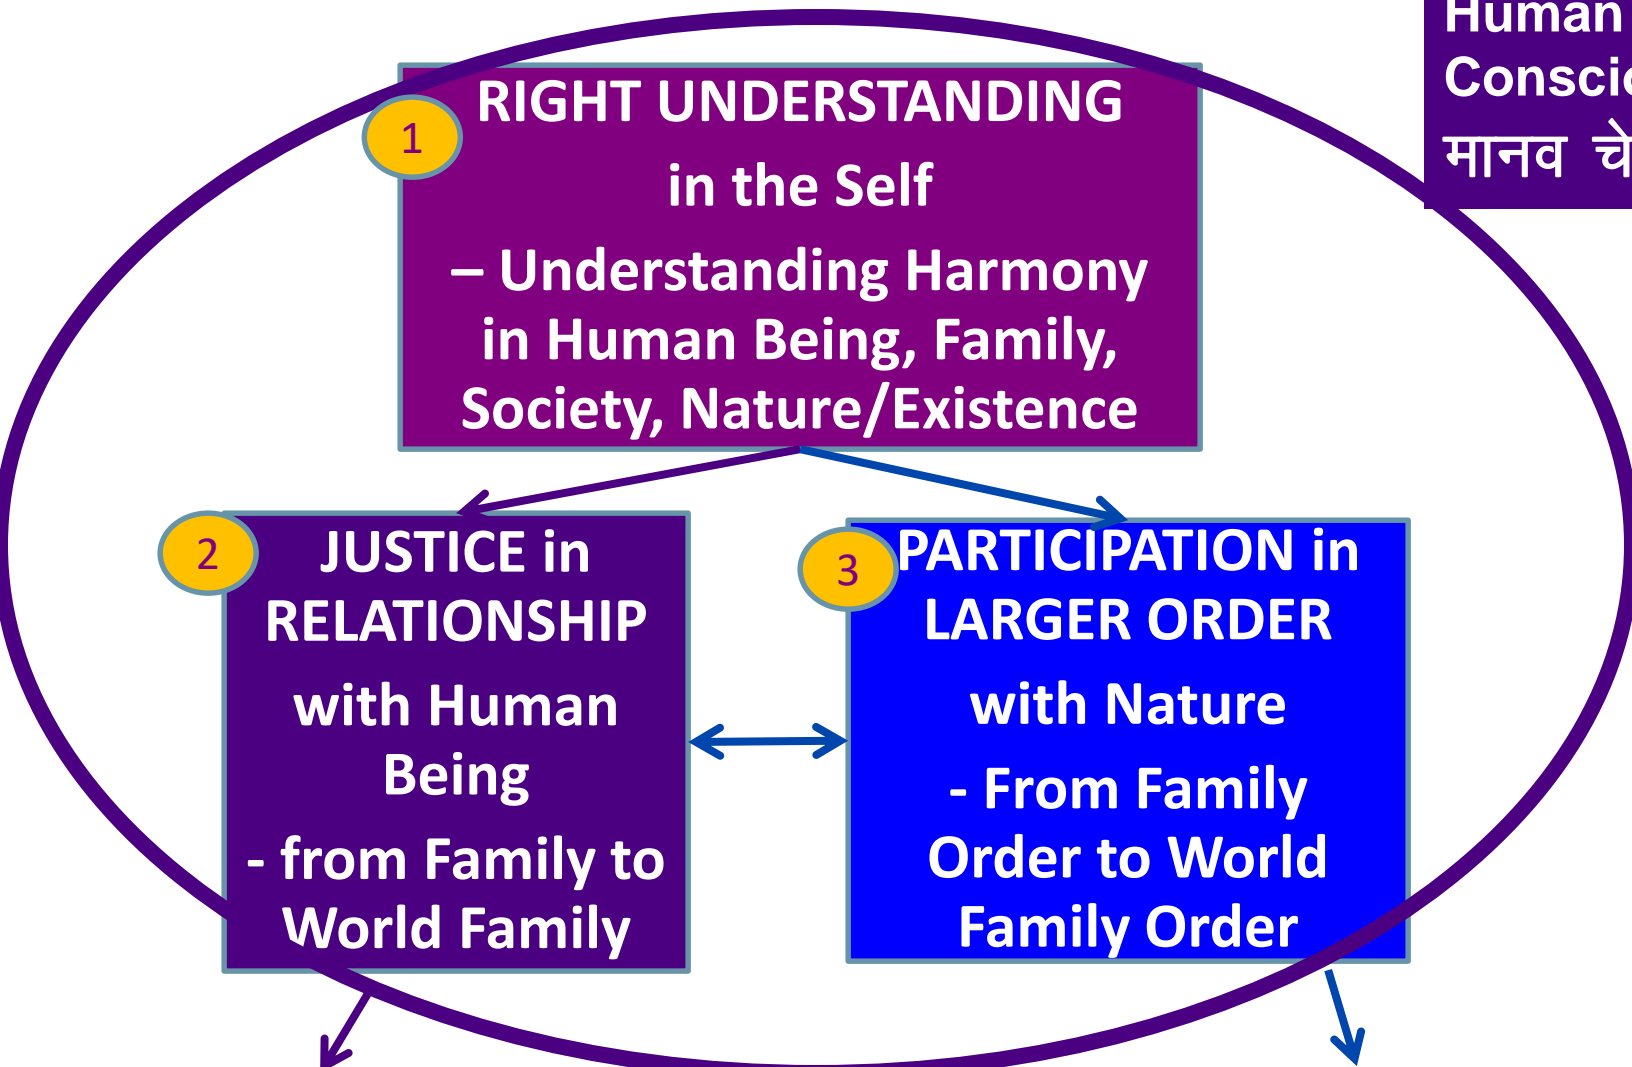 Human
मानव
1
RIGHT UNDERSTANDING
in the Self
– Understanding Harmony
in Human Being, Family,
Society, Nature/Existence
2
JUSTICE in
RELATIONSHIP
with Human
Being
- from Family to
World Family
3
PARTICIPATION in
LARGER ORDER
with Nature
- From Family
Order to World
Family Order